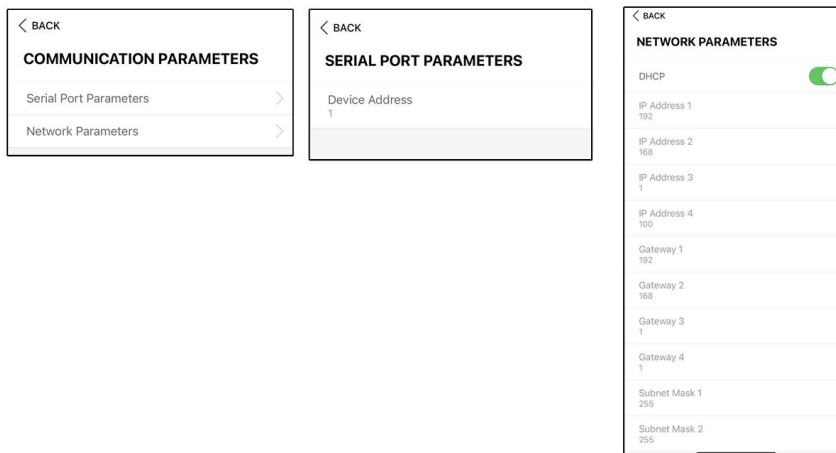 BACK
COMMUNICATION PARAMETERS
Serial Port Parameters
Network Parameters
BACK
SERIAL PORT PARAMETERS
Device Address
1
BACK
NETWORK PARAMETERS
DHCP
IP Address 1
192
IP Address 2
168
IP Address 3
1
IP Address 4
100
Gateway 1
192
Gateway 2
168
Gateway 3
1
Gateway 4
1
Subnet Mask 1
255
Subnet Mask 2
255